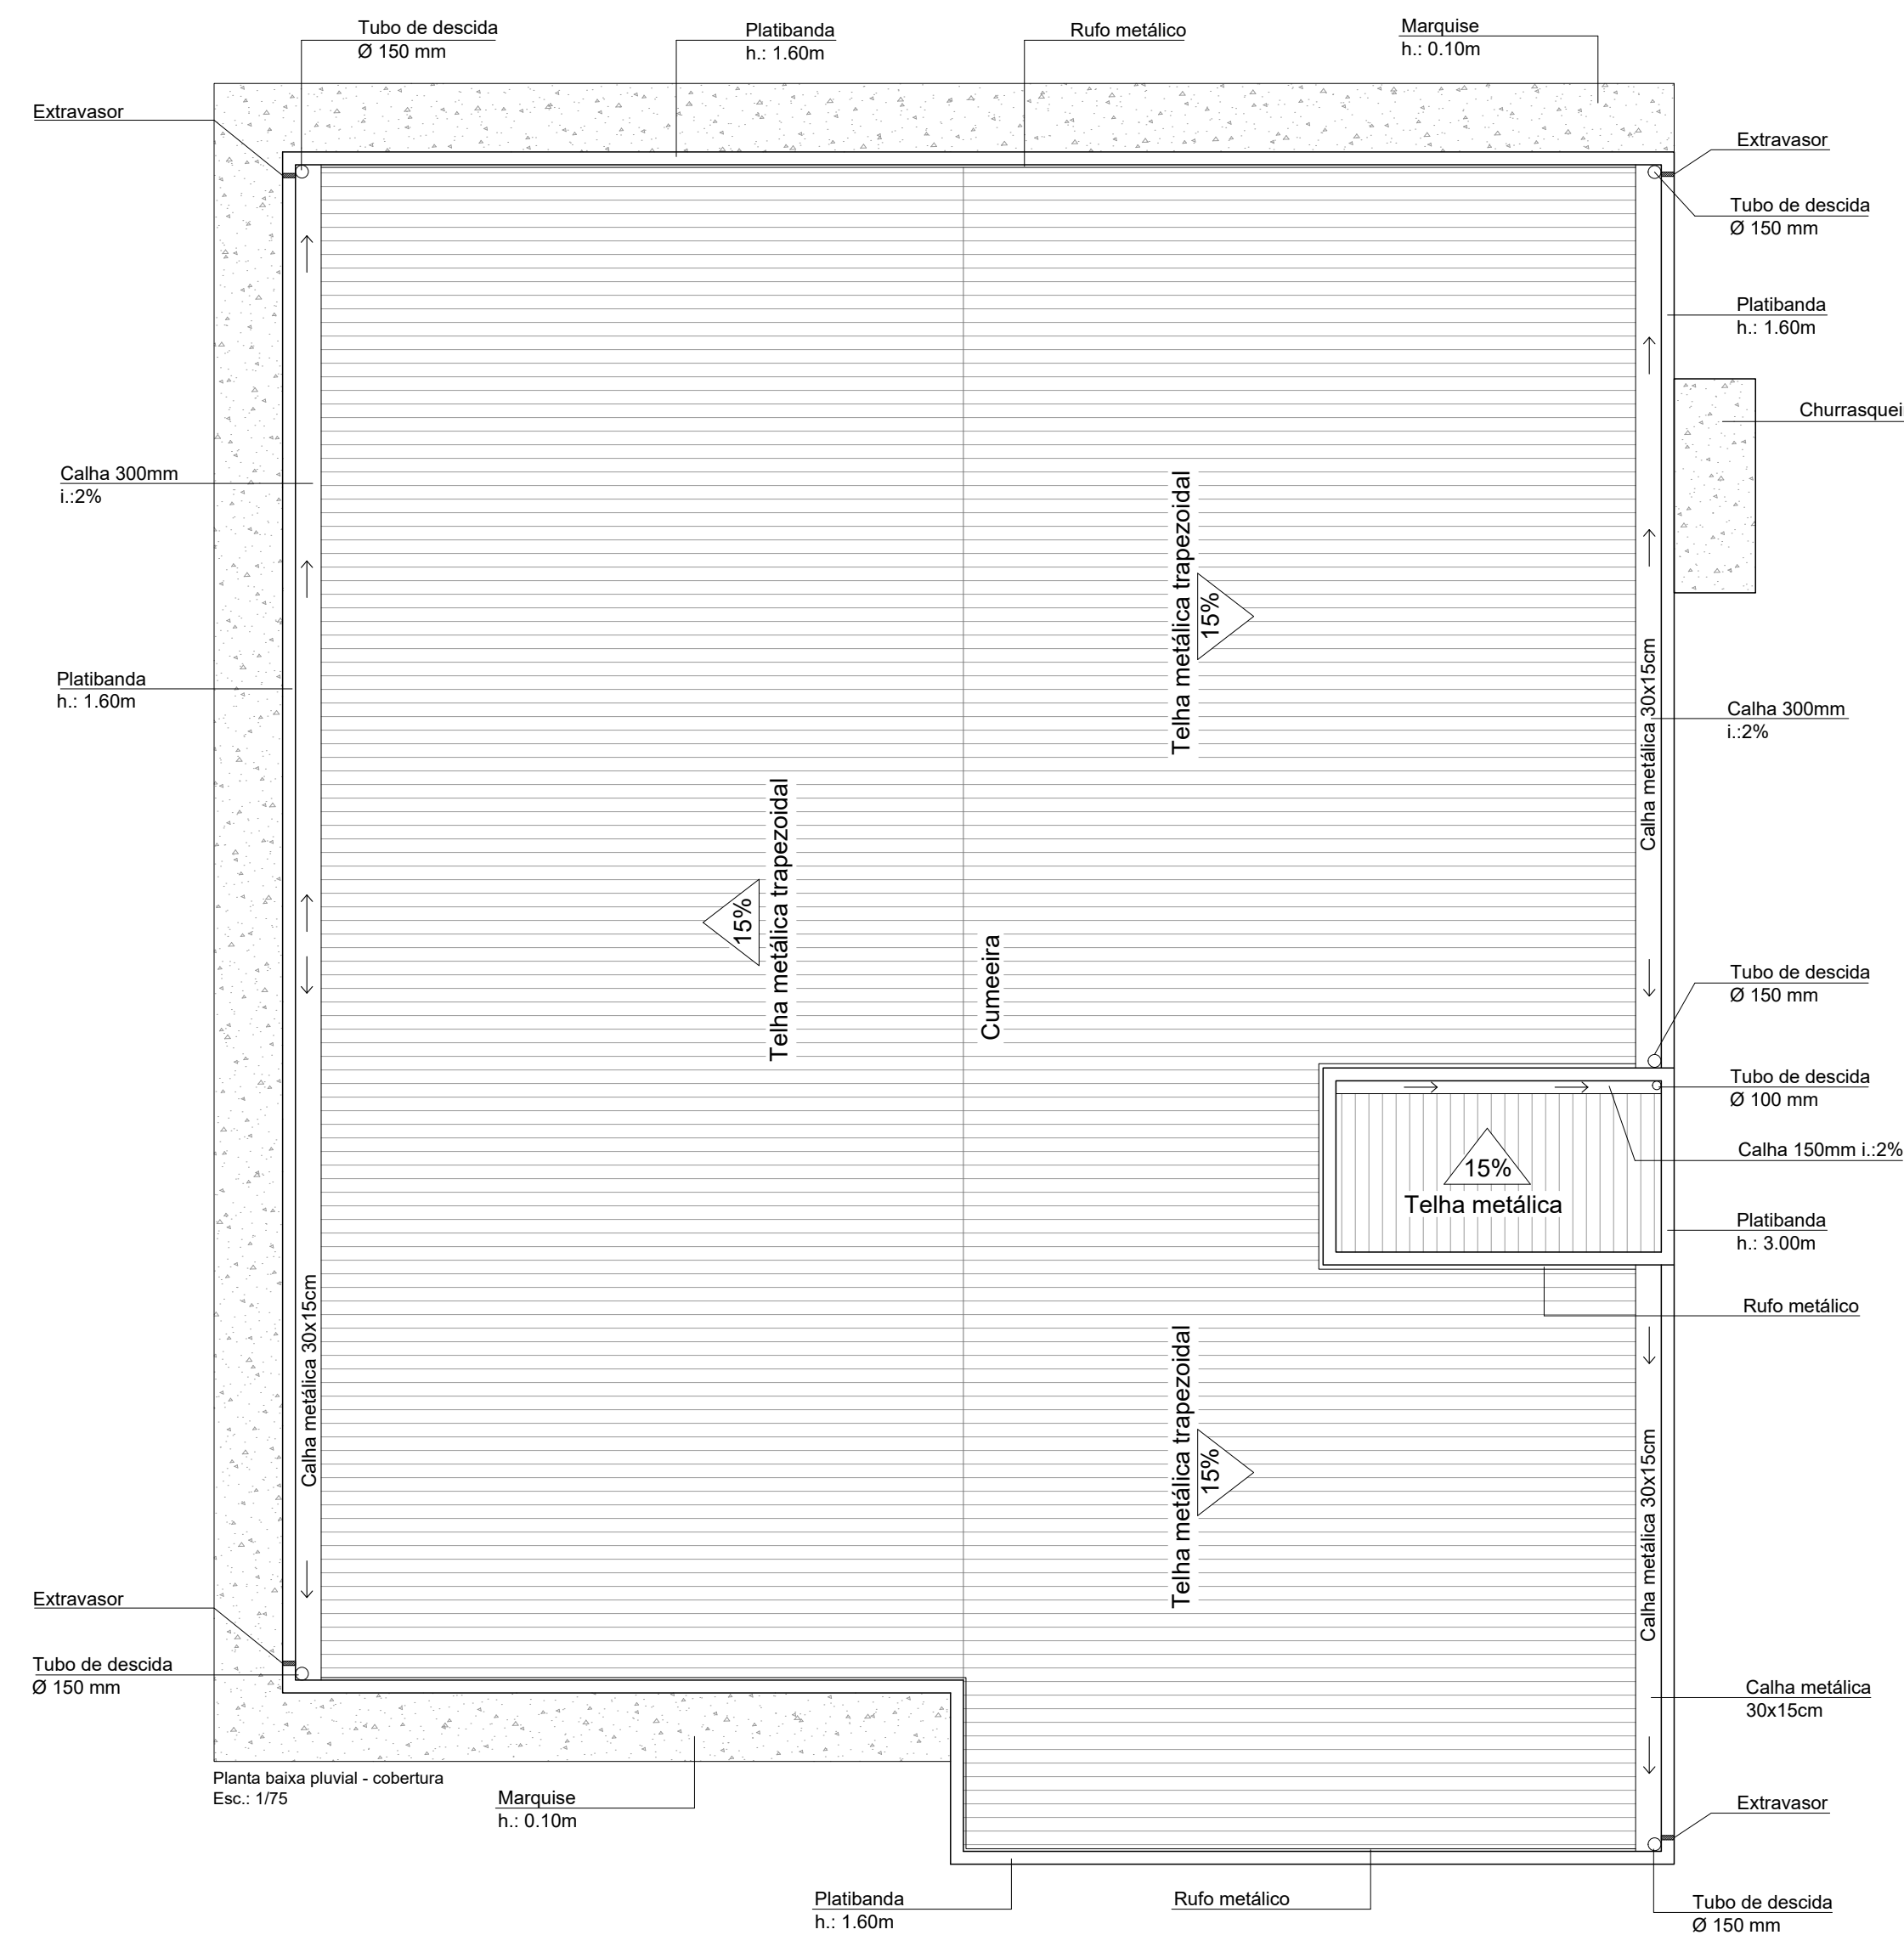 Tubo de descida
Ø 150 mm
Platibanda
h.: 1.60m
Rufo metálico
Marquise
h.: 0.10m
Extravasor
Extravasor
Tubo de descida
Ø 150 mm
Platibanda
h.: 1.60m
Churrasquei
Calha 300mm
i.:2%
Telha metálica trapezoidal
15%
Calha metálica 30x15cm
Platibanda
h.: 1.60m
Calha 300mm
i.:2%
Telha metálica trapezoidal
15%
Cumeeira
Tubo de descida
Ø 150 mm
Tubo de descida
Ø 100 mm
Calha 150mm i.:2%
15%
Telha metálica
Platibanda
h.: 3.00m
Rufo metálico
Calha metálica 30x15cm
Telha metálica trapezoidal
15%
Calha metálica 30x15cm
Extravasor
Tubo de descida
Ø 150 mm
Calha metálica
30x15cm
Planta baixa pluvial - cobertura
Esc.: 1/75
Marquise
h.: 0.10m
Extravasor
Platibanda
h.: 1.60m
Rufo metálico
Tubo de descida
Ø 150 mm